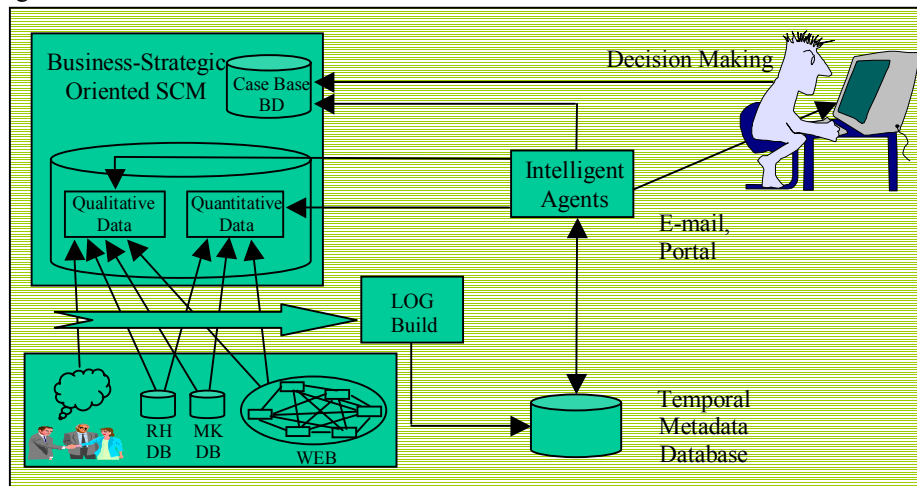 Business-Strategic
Oriented SCM
Case Base
BD
Decision Making
Qualitative
Data
Quantitative
Data
Intelligent
Agents
E-mail,
Portal
LOG
Build
RH
DB
MK
DB
WEB
Temporal
Metadata
Database